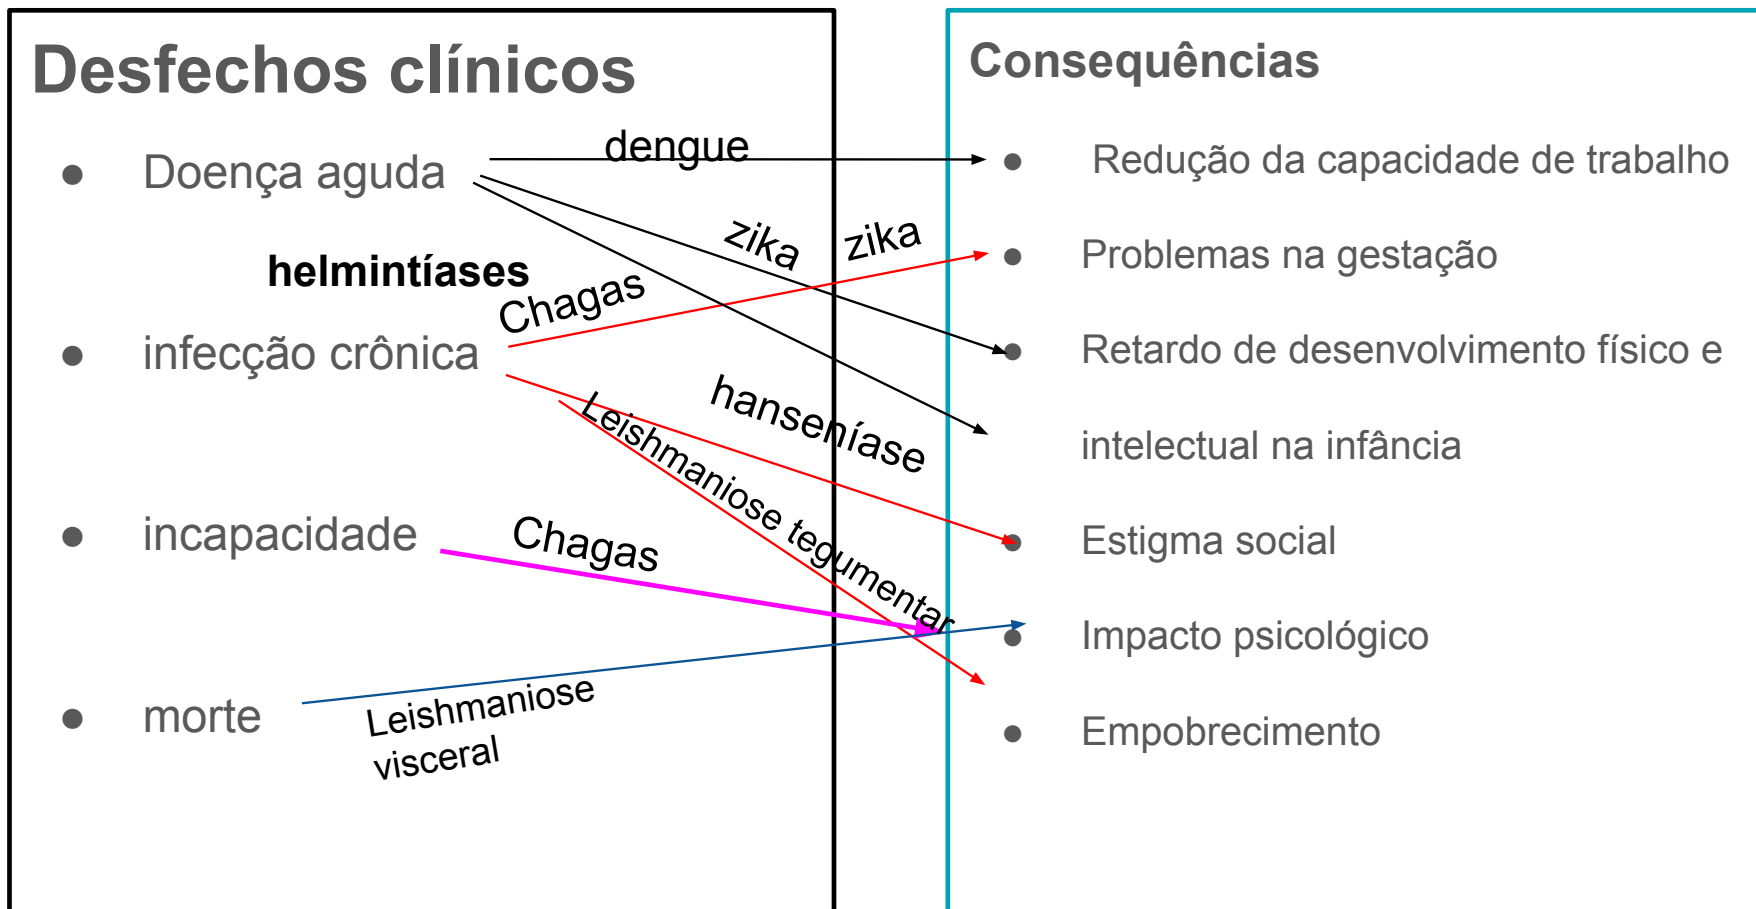 Desfechos clínicos
● Doença aguda
helmintíases
● infecção crônica
● incapacidade
● morte
dengue
zika
zika
Chagas
hanseníase
Leishmaniose tegumentar
Chagas
Leishmaniose
visceral
Consequências
● Redução da capacidade de trabalho
● Problemas na gestação
● Retardo de desenvolvimento físico e
intelectual na infância
● Estigma social
● Impacto psicológico
● Empobrecimento